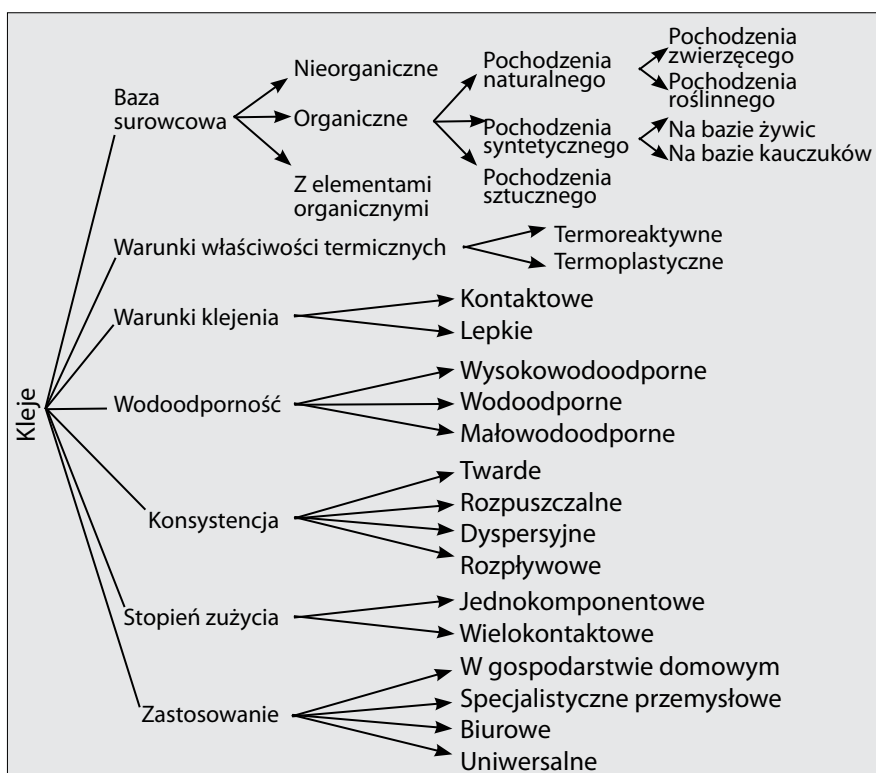 Kleje
Baza
surowcowa
Nieorganiczne
Organiczne
Z elementami
organicznymi
Pochodzenia
naturalnego
Pochodzenia
syntetycznego
Pochodzenia
sztucznego
Pochodzenia
zwierzęcego
Pochodzenia
roślinnego
Na bazie żywic
Na bazie kauczuków
Warunki właściwości termicznych
Termoreaktywne
Termoplastyczne
Warunki klejenia
Kontaktowe
Lepkie
Wodoodporność
Wysokowodoodporne
Wodoodporne
Małowodoodporne
Konsystencja
Twarde
Rozpuszczalne
Dyspersyjne
Rozpływowe
Stopień zużycia
Jednokomponentowe
Wielokontaktowe
Zastosowanie
W gospodarstwie domowym
Specjalistyczne przemysłowe
Biurowe
Uniwersalne